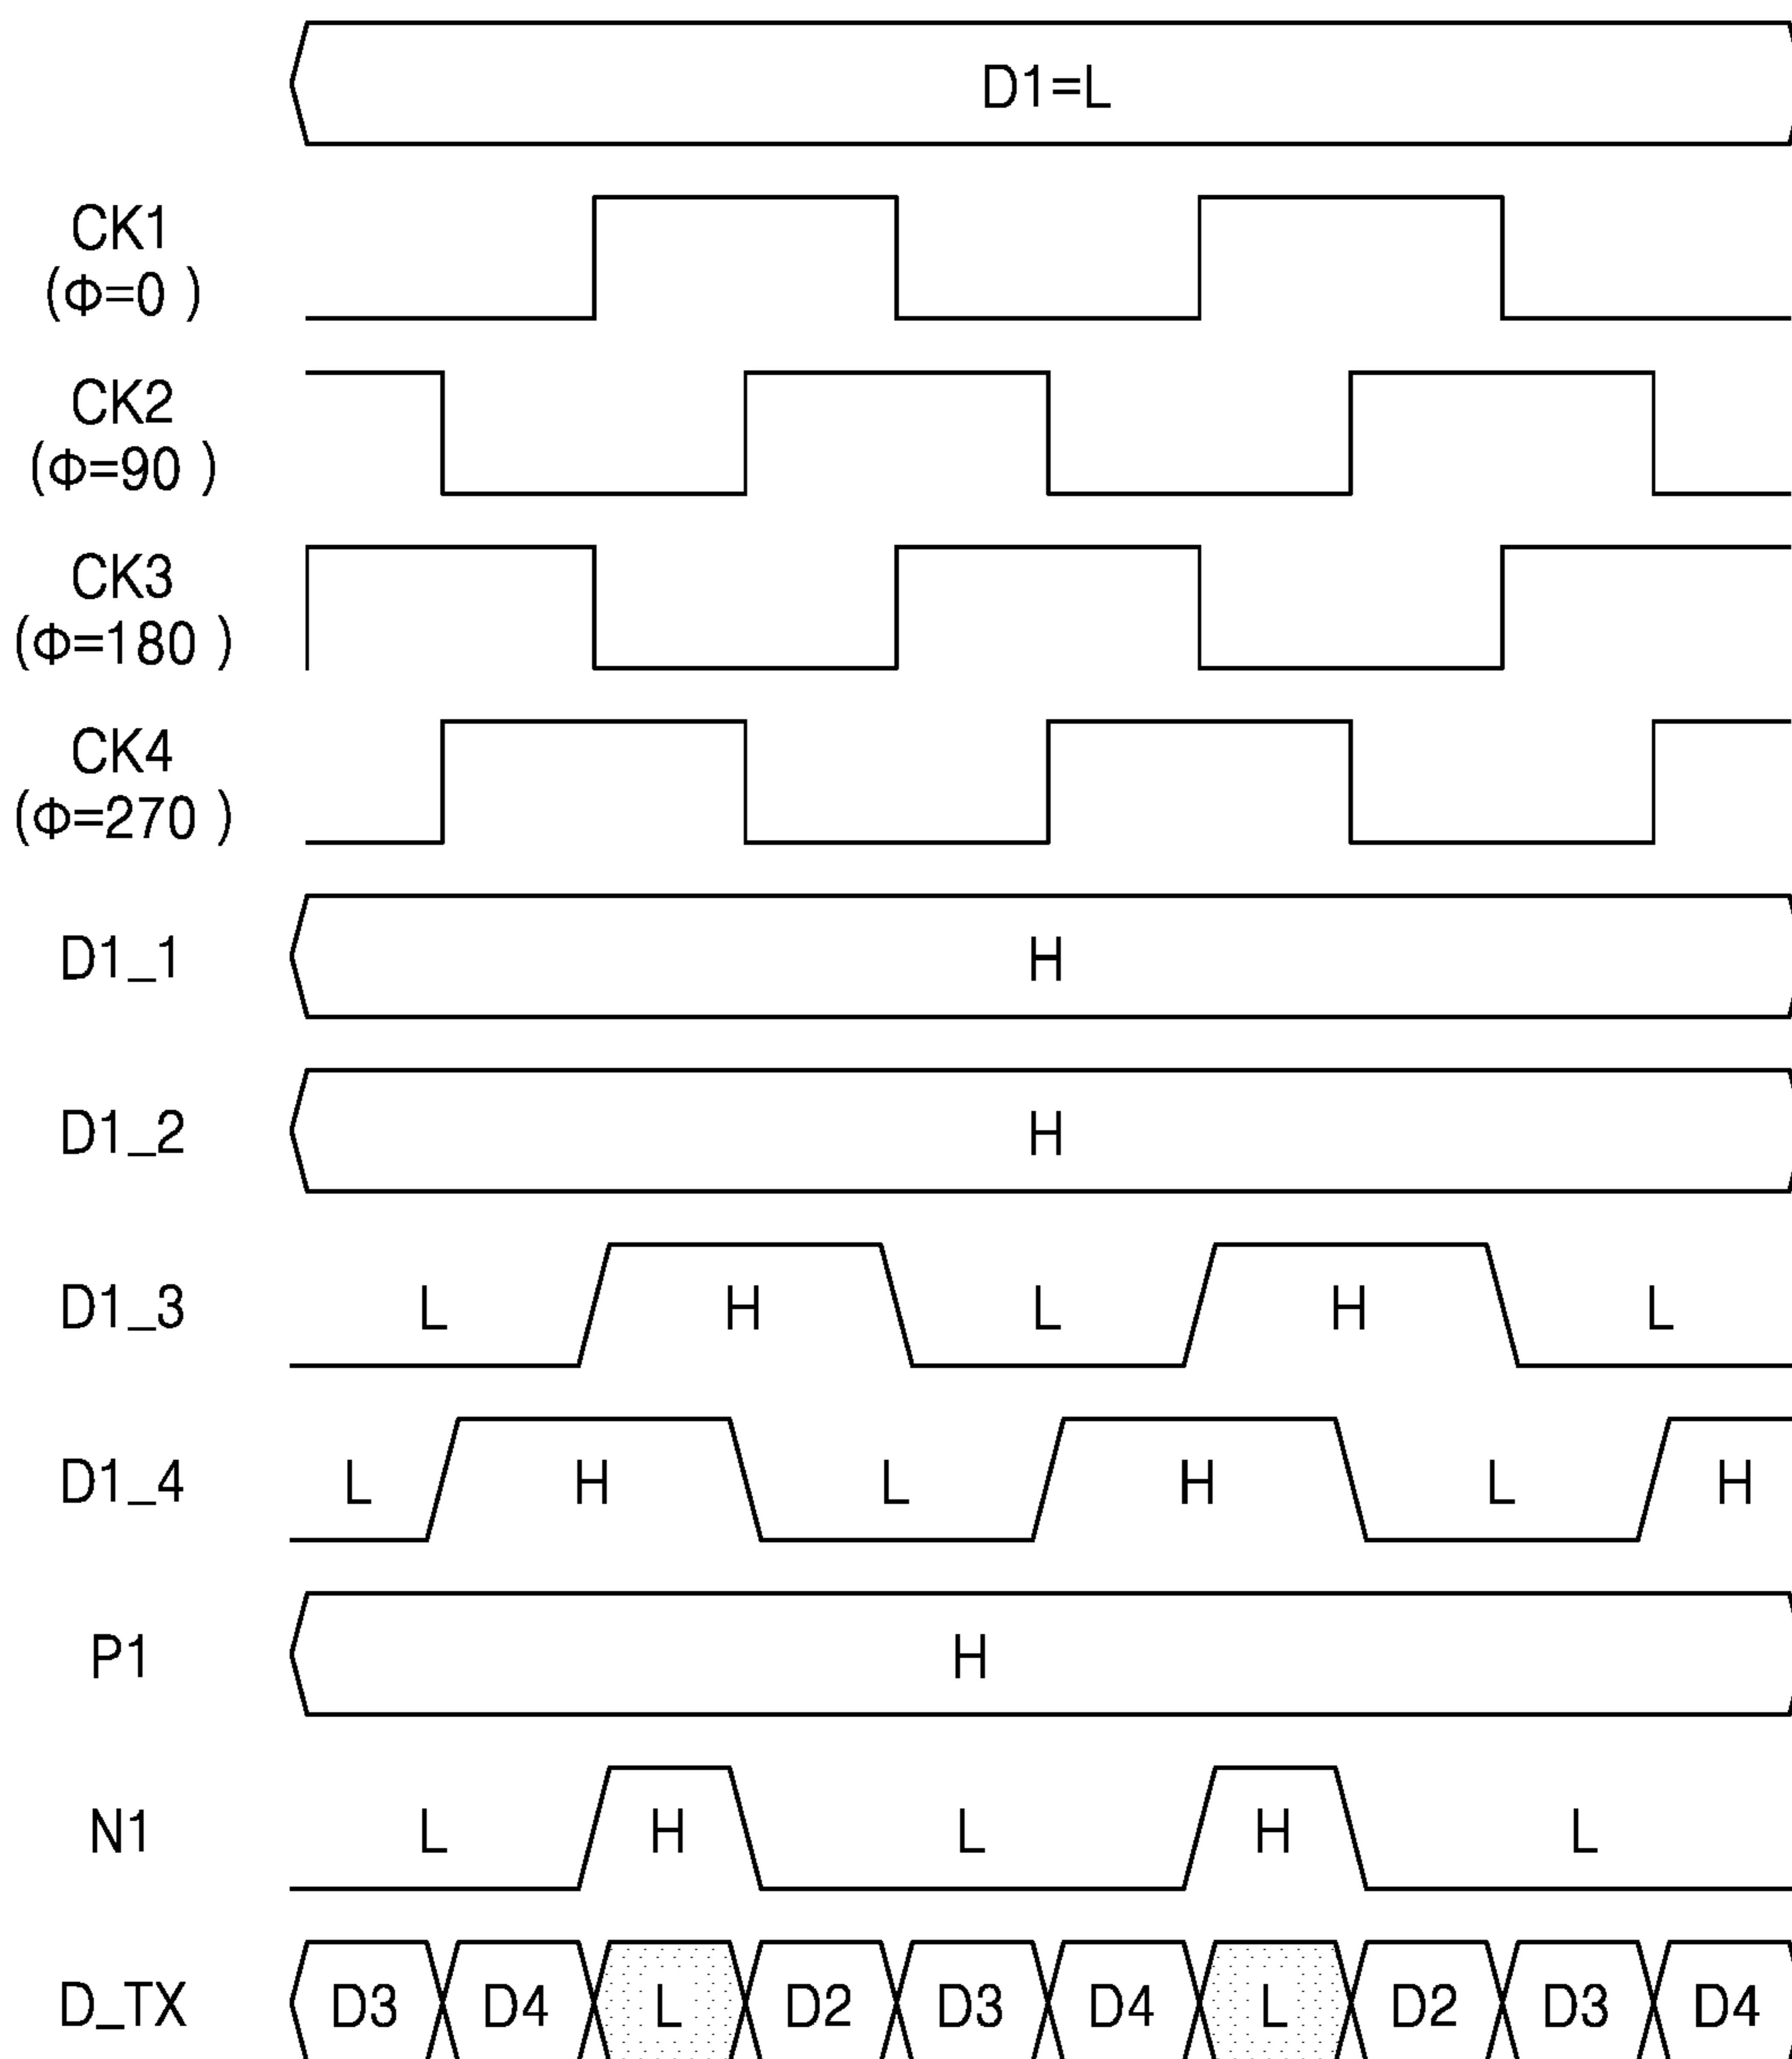 D1=L
CK1
(Φ=0 )
CK2
(Φ=90 )
CK3
(Φ=180 )
CK4
(Φ=270 )
D1_1 H
D1_2 H
D1_3 L H L H L
D1_4 L H L H L H
P1 H
N1 L H L H L
D_TX D3 D4 L D2 D3 D4 L D2 D3 D4